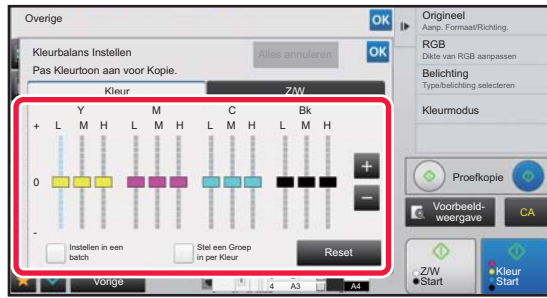 Overige
OK
Kleurbalans Instellen
Alles annuleren
OK
Pas Kleurtoon aan voor Kopie.
Kleur
Z/W
Y M C Bk
+ L M H L M H L M H L M H
+
0
−
-
Instellen in een
batch
Stel een Groep
in per Kleur
Reset
Vorige
4 A3
A4
Origineel
Aanp. Formaat/Richting.
RGB
Dikte van RGB aanpassen
Belichting
Type/belichting selecteren
Kleurmodus
Proefkopie
Voorbeeld-
weergave
CA
Z/W
Start
Kleur
Start